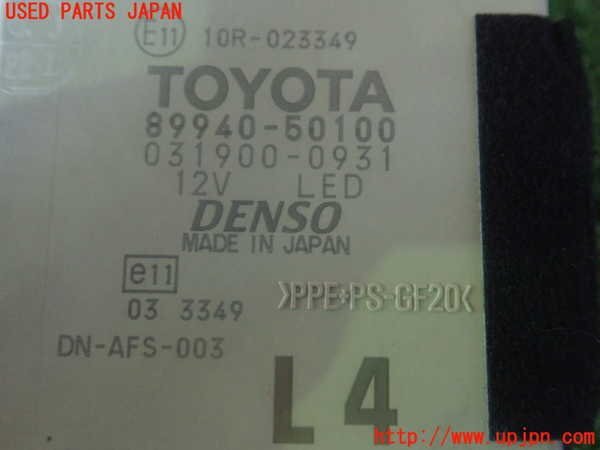 USED PARTS JAPAN
E11 10R-023349
TOYOTA
89940-50100
031900-0931
12V LED
DENSO
MADE IN JAPAN
e11
>PPE+PS-GF20<
03 3349
DN-AFS-003
L4
http://www.upjpn.com